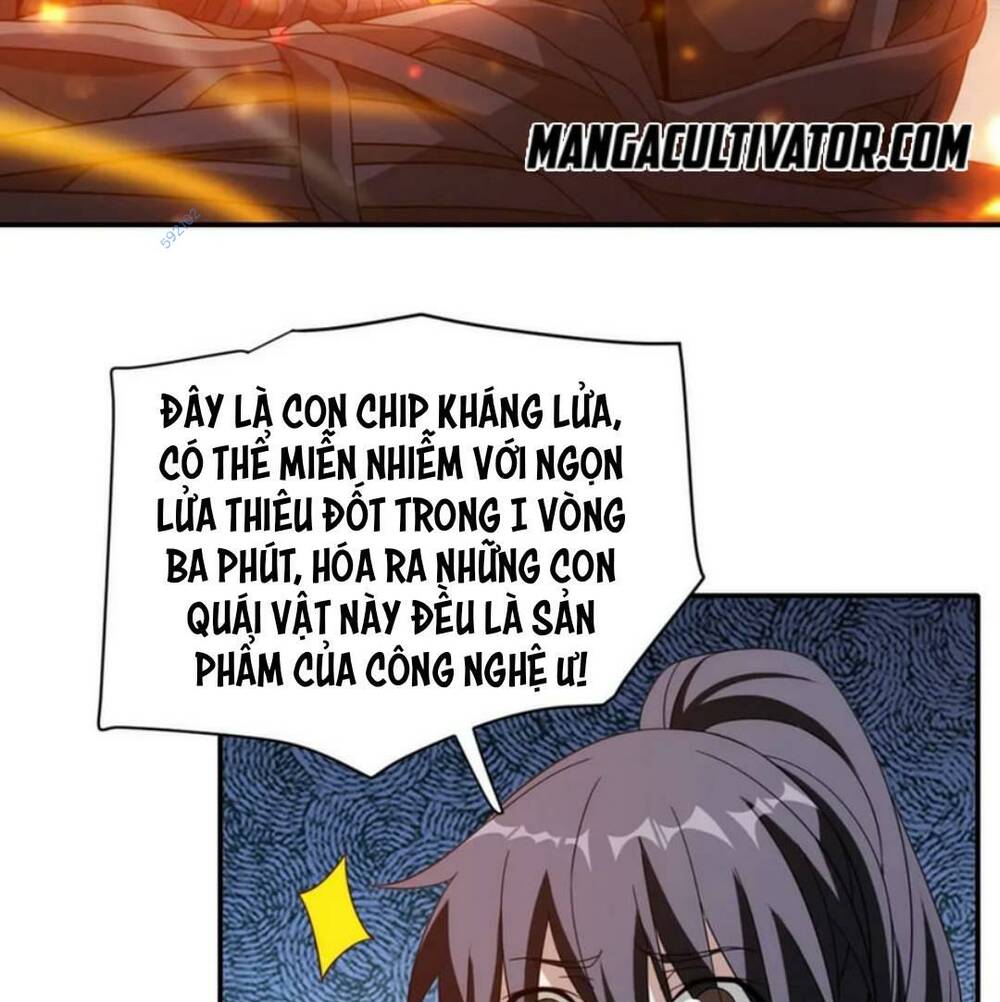 MANGACULTIVATOR.COM
592102
ĐÂY LÀ CON CHIP KHÁNG LỬA,
CÓ THỂ MIỄN NHIỄM VỚI NGỌN
LỬA THIÊU ĐỐT TRONG I VÒNG
BA PHÚT, HÓA RA NHỮNG CON
QUÁI VẬT NÀY ĐỀU LÀ SẢN
PHẨM CỦA CÔNG NGHỆ Ư!